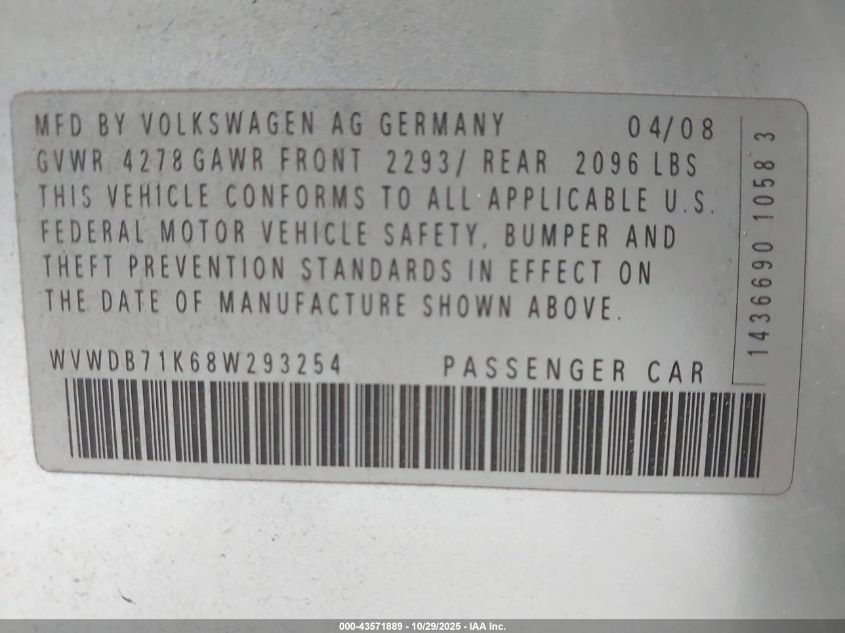 MFD BY VOLKSWAGEN AG GERMANY 04/08
GVWR 4278 GAWR FRONT 2293/ REAR 2096 LBS
THIS VEHICLE CONFORMS TO ALL APPLICABLE U.S.
FEDERAL MOTOR VEHICLE SAFETY, BUMPER AND
THEFT PREVENTION STANDARDS IN EFFECT ON
THE DATE OF MANUFACTURE SHOWN ABOVE.
WVWDB71K68W293254 PASSENGER CAR
1436690 1058 3
000-43571889 - 10/29/2025 - IAA Inc.